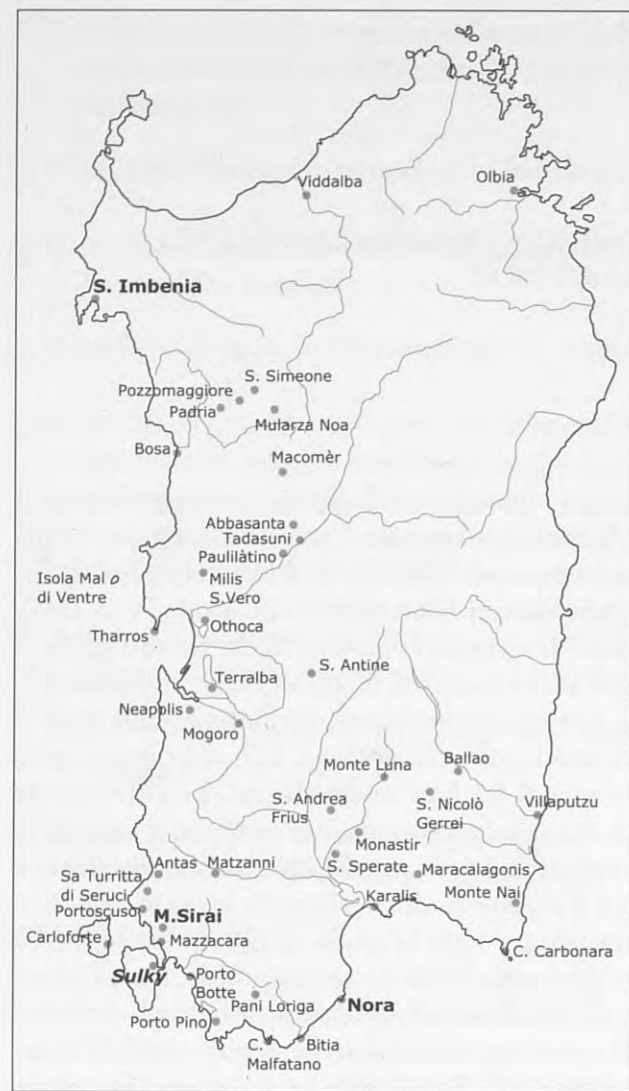 Viddalba
Olbia
S. Imbenia
S. Simeone
Pozzomaggiore
Padria
Mularza Noa
Bosa
Macomèr
Abbasanta
Tadasuni
Paulilàtino
Isola Mal
di Ventre
Milis
S.Vero
Othoca
Tharros
S. Antine
Terralba
Neapolis
Mogoro
Monte Luna
Ballao
S. Andrea
Frius
S. Nicolò
Gerrei
Villaputzu
Monastir
Antas
Matzanni
S. Sperate
Maracalagonis
Sa Turritta
di Seruci
Portoscuso
Karalis
Monte Nai
M.Sirai
Carloforte
Mazzacara
C. Carbonara
Sulky
Porto
Botte
Pani Loriga
Nora
Porto Pino
C.
Malfatano
Bitia